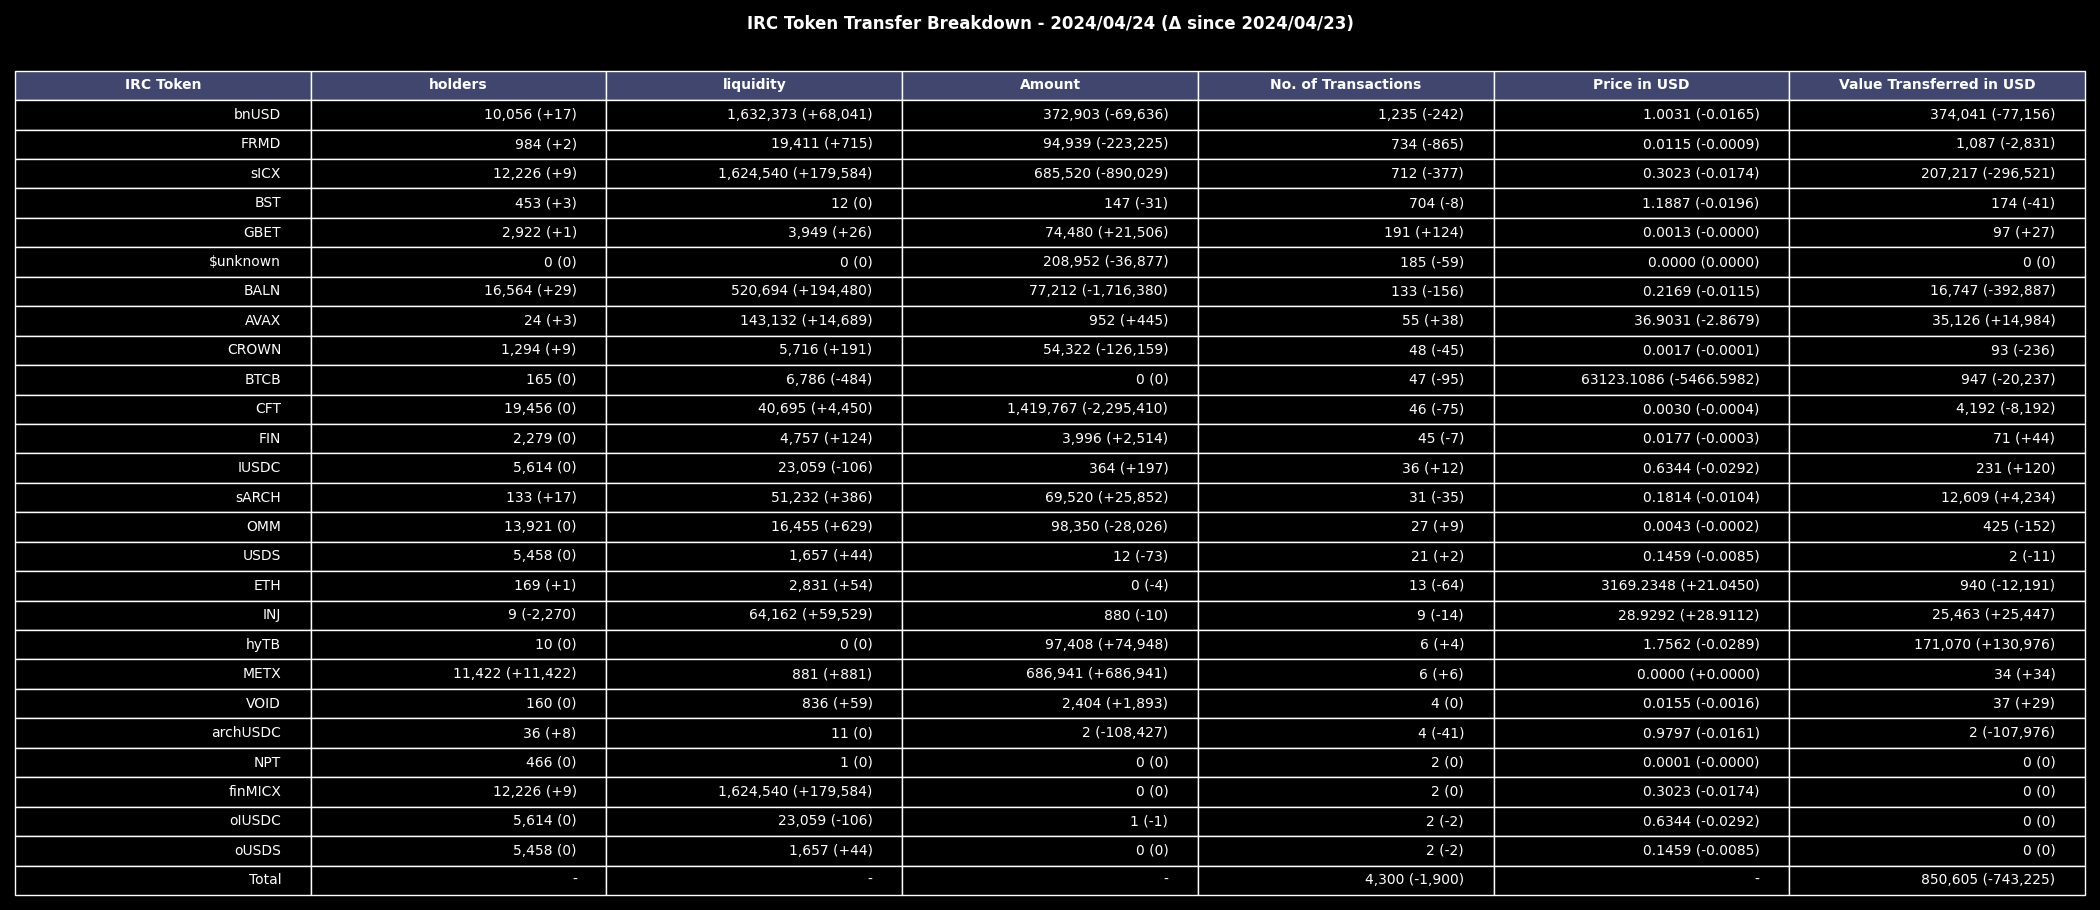 IRC Token Transfer Breakdown - 2024/04/24 (Δ since 2024/04/23)
IRC Token holders liquidity Amount No. of Transactions Price in USD Value Transferred in USD
bnUSD 10,056 (+17) 1,632,373 (+68,041) 372,903 (-69,636) 1,235 (-242) 1.0031 (-0.0165) 374,041 (-77,156)
FRMD 984 (+2) 19,411 (+715) 94,939 (-223,225) 734 (-865) 0.0115 (-0.0009) 1,087 (-2,831)
sICX 12,226 (+9) 1,624,540 (+179,584) 685,520 (-890,029) 712 (-377) 0.3023 (-0.0174) 207,217 (-296,521)
BST 453 (+3) 12 (0) 147 (-31) 704 (-8) 1.1887 (-0.0196) 174 (-41)
GBET 2,922 (+1) 3,949 (+26) 74,480 (+21,506) 191 (+124) 0.0013 (-0.0000) 97 (+27)
$unknown 0 (0) 0 (0) 208,952 (-36,877) 185 (-59) 0.0000 (0.0000) 0 (0)
BALN 16,564 (+29) 520,694 (+194,480) 77,212 (-1,716,380) 133 (-156) 0.2169 (-0.0115) 16,747 (-392,887)
AVAX 24 (+3) 143,132 (+14,689) 952 (+445) 55 (+38) 36.9031 (-2.8679) 35,126 (+14,984)
CROWN 1,294 (+9) 5,716 (+191) 54,322 (-126,159) 48 (-45) 0.0017 (-0.0001) 93 (-236)
BTCB 165 (0) 6,786 (-484) 0 (0) 47 (-95) 63123.1086 (-5466.5982) 947 (-20,237)
CFT 19,456 (0) 40,695 (+4,450) 1,419,767 (-2,295,410) 46 (-75) 0.0030 (-0.0004) 4,192 (-8,192)
FIN 2,279 (0) 4,757 (+124) 3,996 (+2,514) 45 (-7) 0.0177 (-0.0003) 71 (+44)
IUSDC 5,614 (0) 23,059 (-106) 364 (+197) 36 (+12) 0.6344 (-0.0292) 231 (+120)
sARCH 133 (+17) 51,232 (+386) 69,520 (+25,852) 31 (-35) 0.1814 (-0.0104) 12,609 (+4,234)
OMM 13,921 (0) 16,455 (+629) 98,350 (-28,026) 27 (+9) 0.0043 (-0.0002) 425 (-152)
USDS 5,458 (0) 1,657 (+44) 12 (-73) 21 (+2) 0.1459 (-0.0085) 2 (-11)
ETH 169 (+1) 2,831 (+54) 0 (-4) 13 (-64) 3169.2348 (+21.0450) 940 (-12,191)
INJ 9 (-2,270) 64,162 (+59,529) 880 (-10) 9 (-14) 28.9292 (+28.9112) 25,463 (+25,447)
hyTB 10 (0) 0 (0) 97,408 (+74,948) 6 (+4) 1.7562 (-0.0289) 171,070 (+130,976)
METX 11,422 (+11,422) 881 (+881) 686,941 (+686,941) 6 (+6) 0.0000 (+0.0000) 34 (+34)
VOID 160 (0) 836 (+59) 2,404 (+1,893) 4 (0) 0.0155 (-0.0016) 37 (+29)
archUSDC 36 (+8) 11 (0) 2 (-108,427) 4 (-41) 0.9797 (-0.0161) 2 (-107,976)
NPT 466 (0) 1 (0) 0 (0) 2 (0) 0.0001 (-0.0000) 0 (0)
finMICX 12,226 (+9) 1,624,540 (+179,584) 0 (0) 2 (0) 0.3023 (-0.0174) 0 (0)
oIUSDC 5,614 (0) 23,059 (-106) 1 (-1) 2 (-2) 0.6344 (-0.0292) 0 (0)
oUSDS 5,458 (0) 1,657 (+44) 0 (0) 2 (-2) 0.1459 (-0.0085) 0 (0)
Total - - - 4,300 (-1,900) - 850,605 (-743,225)